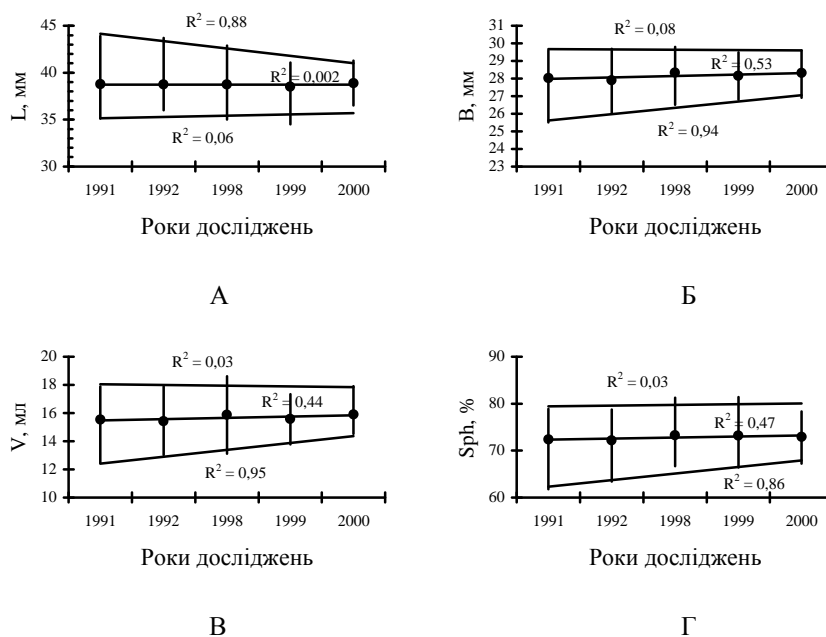 R² = 0,88
45
40
35
30
L, мм
R² = 0,002
R² = 0,06
1991 1992 1998 1999 2000
Роки досліджень
А
R² = 0,08
31
30
29
28
27
26
25
24
23
B, мм
R² = 0,53
R² = 0,94
1991 1992 1998 1999 2000
Роки досліджень
Б
R² = 0,03
20
18
16
14
12
10
V, мл
R² = 0,44
R² = 0,95
1991 1992 1998 1999 2000
Роки досліджень
В
R² = 0,03
90
80
70
60
Sph, %
R² = 0,47
R² = 0,86
1991 1992 1998 1999 2000
Роки досліджень
Г